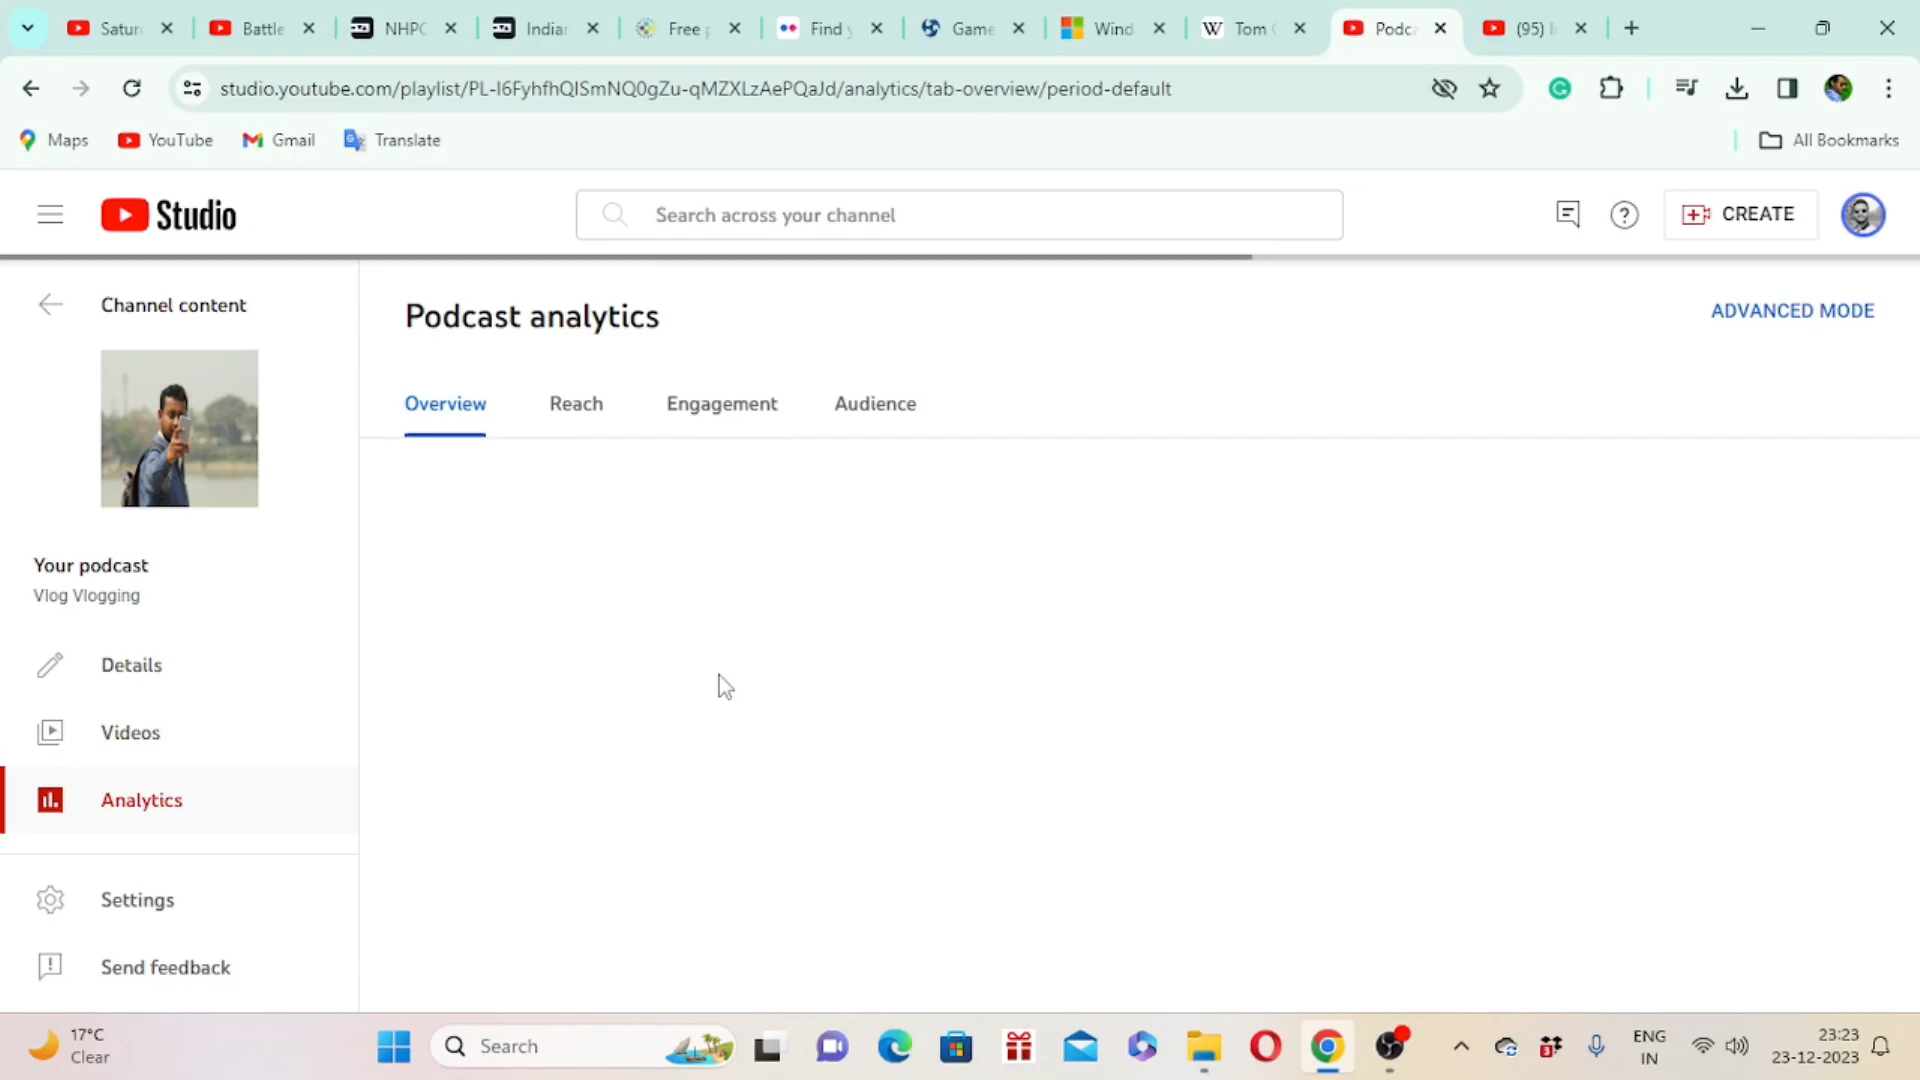 Satur
Battle
NHPC
Indiar
Free
Find
Game
Wind
Tom
Podca
(95)
studio.youtube.com/playlist/PL-I6FyhfhQISmNQ0gZu-qMZXLzAePQaJd/analytics/tab-overview/period-default
Maps
YouTube
Gmail
Translate
All Bookmarks
Studio
Search across your channel
CREATE
Channel content
Podcast analytics
ADVANCED MODE
Overview
Reach
Engagement
Audience
Your podcast
Vlog Vlogging
Details
Videos
Analytics
Settings
Send feedback
17°C
Clear
Search
ENG
IN
23:23
23-12-2023